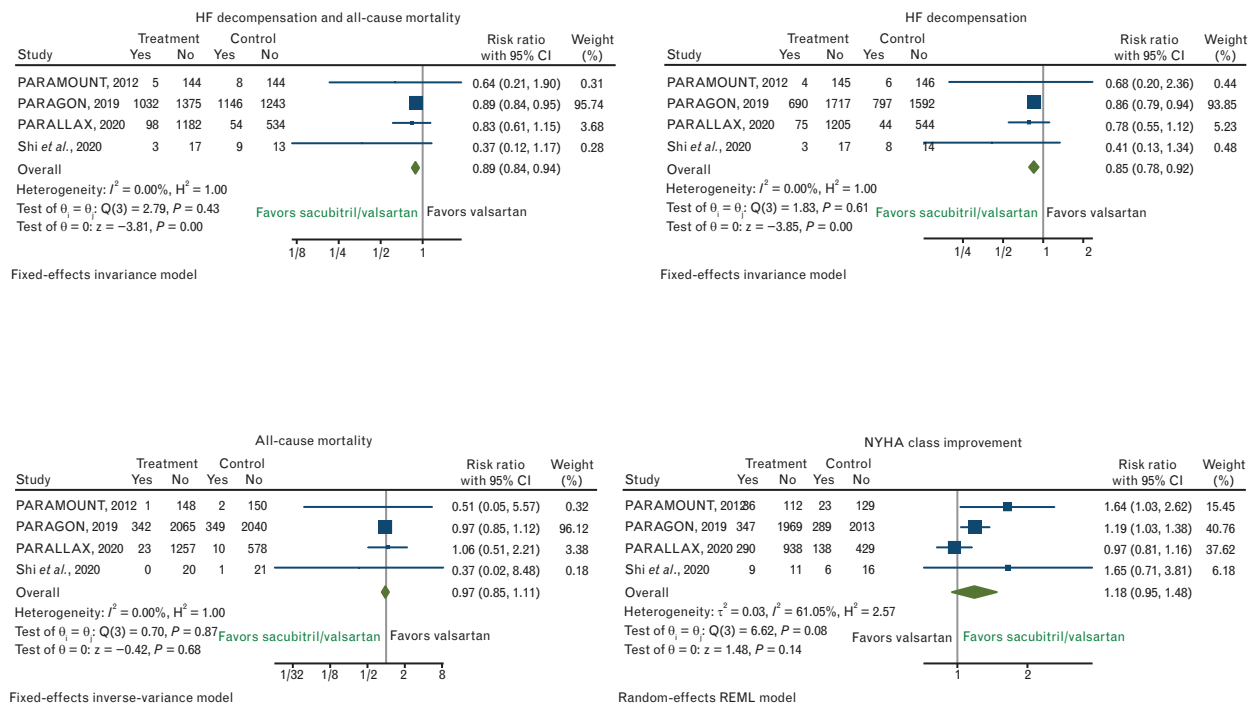 HF decompensation and all-cause mortality
Treatment Control Risk ratio Weight
Study Yes No Yes No with 95% CI (%)
PARAMOUNT, 2012 5 144 8 144 0.64 (0.21, 1.90) 0.31
PARAGON, 2019 1032 1375 1146 1243 0.89 (0.84, 0.95) 95.74
PARALLAX, 2020 98 1182 54 534 0.83 (0.61, 1.15) 3.68
Shi et al., 2020 3 17 9 13 0.37 (0.12, 1.17) 0.28
Overall 0.89 (0.84, 0.94)
Heterogeneity: I² = 0.00%, H² = 1.00
Test of θi = θj: Q(3) = 2.79, P = 0.43
Favors sacubitril/valsartan Favors valsartan
Test of θ = 0: z = −3.81, P = 0.00
1/8 1/4 1/2 1
Fixed-effects invariance model
HF decompensation
Treatment Control Risk ratio Weight
Study Yes No Yes No with 95% CI (%)
PARAMOUNT, 2012 4 145 6 146 0.68 (0.20, 2.36) 0.44
PARAGON, 2019 690 1717 797 1592 0.86 (0.79, 0.94) 93.85
PARALLAX, 2020 75 1205 44 544 0.78 (0.55, 1.12) 5.23
Shi et al., 2020 3 17 8 14 0.41 (0.13, 1.34) 0.48
Overall 0.85 (0.78, 0.92)
Heterogeneity: I² = 0.00%, H² = 1.00
Test of θi = θj: Q(3) = 1.83, P = 0.61
Favors sacubitril/valsartan Favors valsartan
Test of θ = 0: z = −3.85, P = 0.00
1/4 1/2 1 2
Fixed-effects invariance model
All-cause mortality
Treatment Control Risk ratio Weight
Study Yes No Yes No with 95% CI (%)
PARAMOUNT, 2012 1 148 2 150 0.51 (0.05, 5.57) 0.32
PARAGON, 2019 342 2065 349 2040 0.97 (0.85, 1.12) 96.12
PARALLAX, 2020 23 1257 10 578 1.06 (0.51, 2.21) 3.38
Shi et al., 2020 0 20 1 21 0.37 (0.02, 8.48) 0.18
Overall 0.97 (0.85, 1.11)
Heterogeneity: I² = 0.00%, H² = 1.00
Test of θi = θj: Q(3) = 0.70, P = 0.87
Favors sacubitril/valsartan Favors valsartan
Test of θ = 0: z = −0.42, P = 0.68
1/32 1/8 1/2 2 8
Fixed-effects inverse-variance model
NYHA class improvement
Treatment Control Risk ratio Weight
Study Yes No Yes No with 95% CI (%)
PARAMOUNT, 2012 36 112 23 129 1.64 (1.03, 2.62) 15.45
PARAGON, 2019 347 1969 289 2013 1.19 (1.03, 1.38) 40.76
PARALLAX, 2020 290 938 138 429 0.97 (0.81, 1.16) 37.62
Shi et al., 2020 9 11 6 16 1.65 (0.71, 3.81) 6.18
Overall 1.18 (0.95, 1.48)
Heterogeneity: τ² = 0.03, I² = 61.05%, H² = 2.57
Test of θi = θj: Q(3) = 6.62, P = 0.08
Favors valsartan Favors sacubitril/valsartan
Test of θ = 0: z = 1.48, P = 0.14
1 2
Random-effects REML model